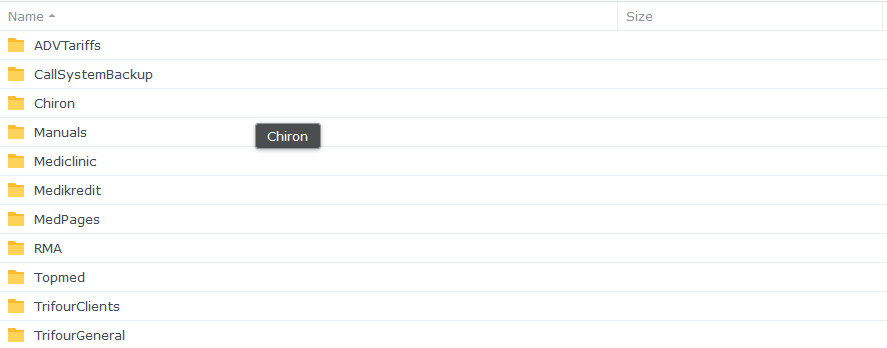 Name Size
ADVTariffs
CallSystemBackup
Chiron
Manuals
Chiron
Mediclinic
Medikredit
MedPages
RMA
Topmed
TrifourClients
TrifourGeneral